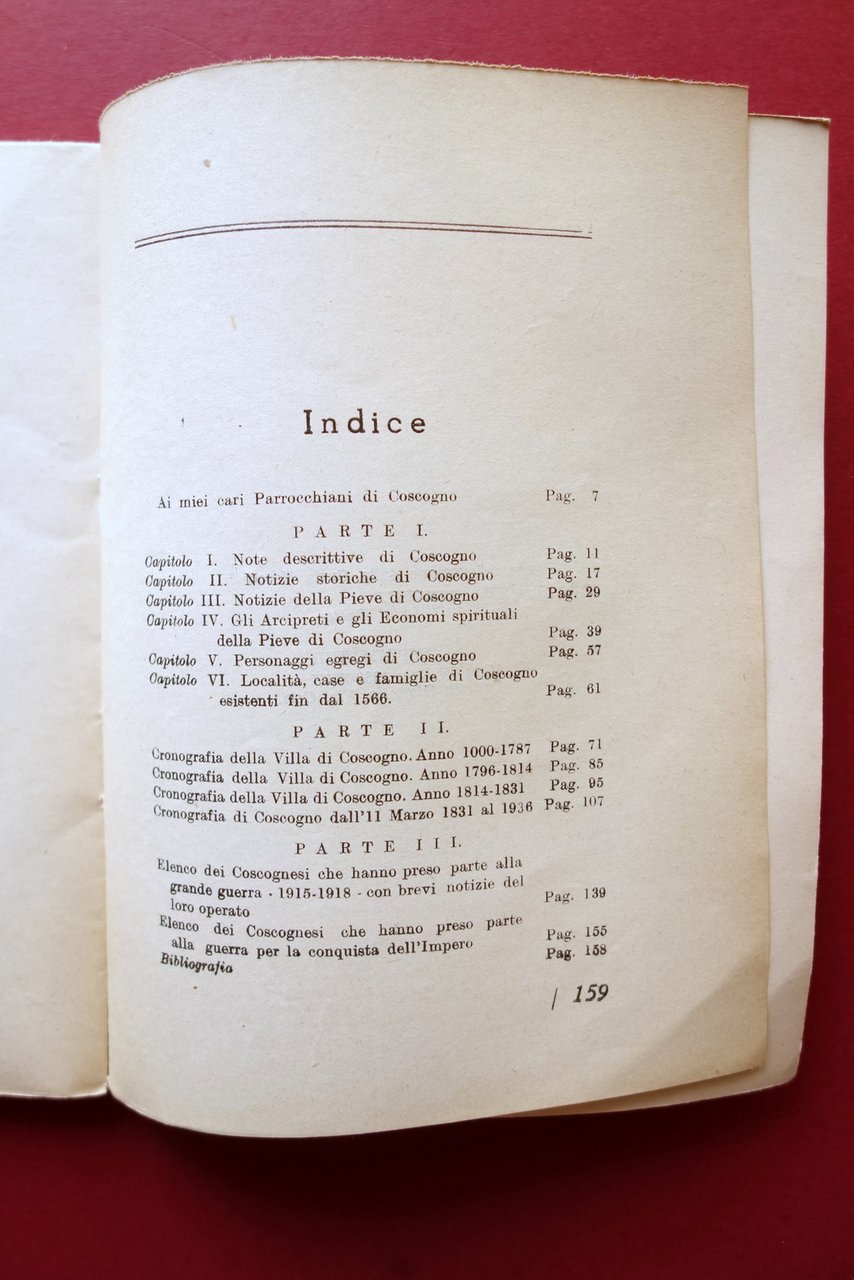 Indice
Ai miei cari Parrocchiani di Coscogno Pag. 7
PARTE I.
Capitolo I. Note descrittive di Coscogno Pag. 11
Capitolo II. Notizie storiche di Coscogno Pag. 17
Capitolo III. Notizie della Pieve di Coscogno Pag. 29
Capitolo IV. Gli Arcipreti e gli Economi spirituali
della Pieve di Coscogno Pag. 39
Capitolo V. Personaggi egregi di Coscogno Pag. 57
Capitolo VI. Località, case e famiglie di Coscogno
esistenti fin dal 1566. Pag. 61
PARTE II.
Cronografia della Villa di Coscogno. Anno 1000-1787 Pag. 71
Cronografia della Villa di Coscogno. Anno 1796-1814 Pag. 85
Cronografia della Villa di Coscogno. Anno 1814-1831 Pag. 95
Cronografia di Coscogno dall'11 Marzo 1831 al 1936 Pag. 107
PARTE III.
Elenco dei Coscognesi che hanno preso parte alla
grande guerra - 1915-1918 - con brevi notizie del
loro operato Pag. 139
Elenco dei Coscognesi che hanno preso parte
alla guerra per la conquista dell'Impero Pag. 155
Bibliografia Pag. 158
/ 159